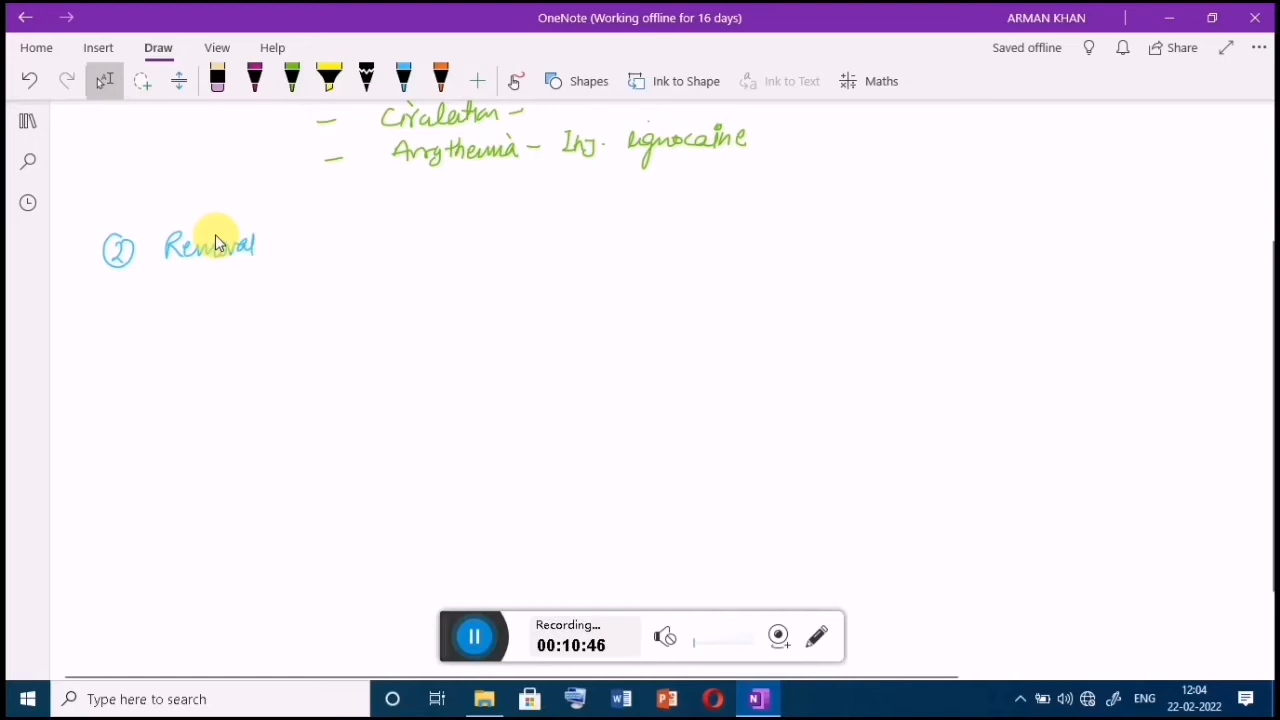 OneNote (Working offline for 16 days)
ARMAN KHAN
Home Insert Draw View Help
Saved offline
Share
Shapes
Ink to Shape
Ink to Text
Maths
- Circulation -
- Arrythemia - Inj. lignocaine
② Removal
Recording...
00:10:46
Type here to search
ENG
12:04
22-02-2022